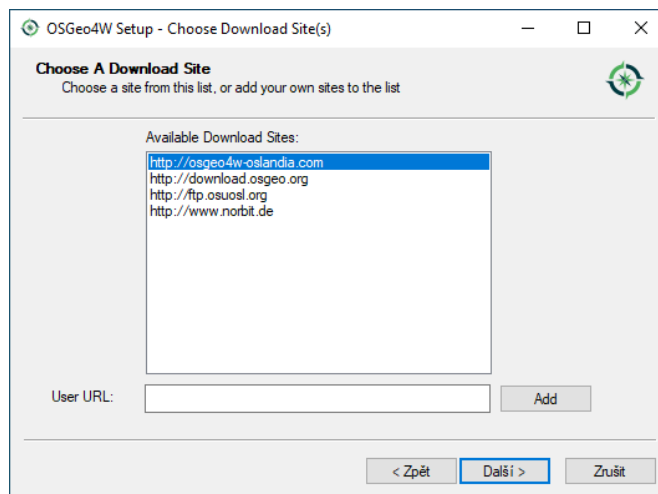 OSGeo4W Setup - Choose Download Site(s)
Choose A Download Site
Choose a site from this list, or add your own sites to the list
Available Download Sites:
http://osgeo4w-oslandia.com
http://download.osgeo.org
http://ftp.osuosl.org
http://www.norbit.de
User URL:
Add
< Zpět
Další >
Zrušit